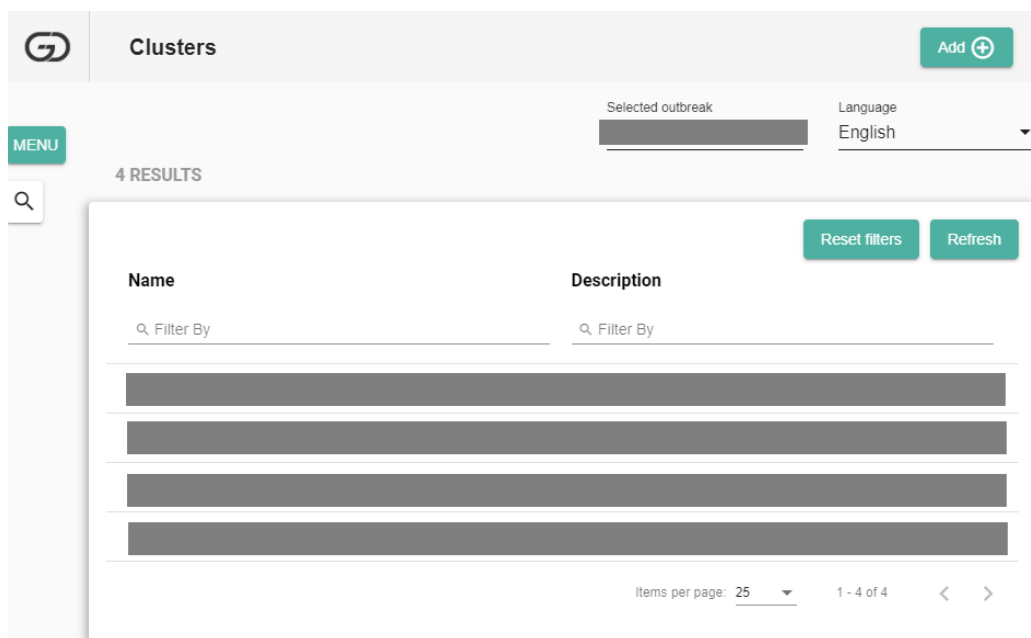 Clusters
Add
Selected outbreak
Language
English
MENU
4 RESULTS
Reset filters
Refresh
Name
Description
Filter By
Filter By
Items per page: 25
1 - 4 of 4